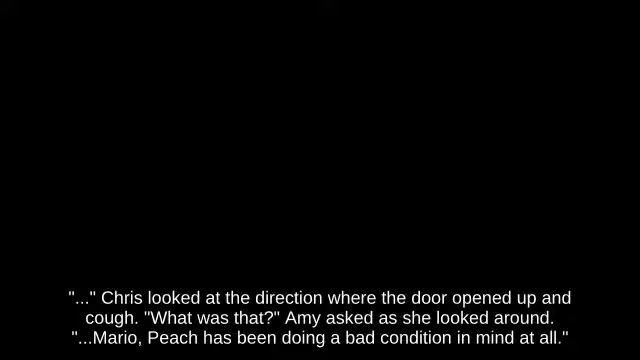 "..." Chris looked at the direction where the door opened up and
cough. "What was that?" Amy asked as she looked around.
"...Mario, Peach has been doing a bad condition in mind at all."